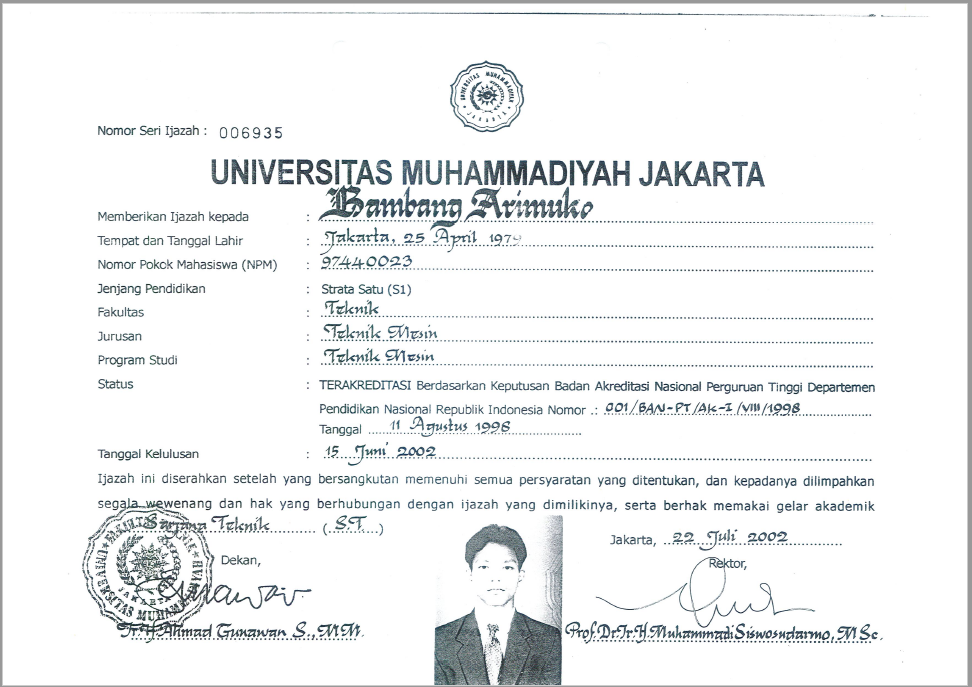 UNIVERSITAS MUHAMMADIYAH
JAKARTA
Nomor Seri Ijazah : 006935
UNIVERSITAS MUHAMMADIYAH JAKARTA
Memberikan Ijazah kepada : Bambang Arimuko
Tempat dan Tanggal Lahir : Jakarta, 25 April 1979
Nomor Pokok Mahasiswa (NPM) : 97440023
Jenjang Pendidikan : Strata Satu (S1)
Fakultas : Teknik
Jurusan : Teknik Mesin
Program Studi : Teknik Mesin
Status : TERAKREDITASI Berdasarkan Keputusan Badan Akreditasi Nasional Perguruan Tinggi Departemen
Pendidikan Nasional Republik Indonesia Nomor .: 001/BAN-PT/AK-I/VIII/1998
Tanggal 11 Agustus 1998
Tanggal Kelulusan : 15 Juni 2002
Ijazah ini diserahkan setelah yang bersangkutan memenuhi semua persyaratan yang ditentukan, dan kepadanya dilimpahkan
segala wewenang dan hak yang berhubungan dengan ijazah yang dimilikinya, serta berhak memakai gelar akademik
Sarjana Teknik (S.T.)
Jakarta, 22 Juli 2002
Dekan,
Rektor,
Ir. H. Ahmad Gunawan S., MM.
Prof. Dr. Ir. H. Muhammadi Siswosudarmo, M Sc.